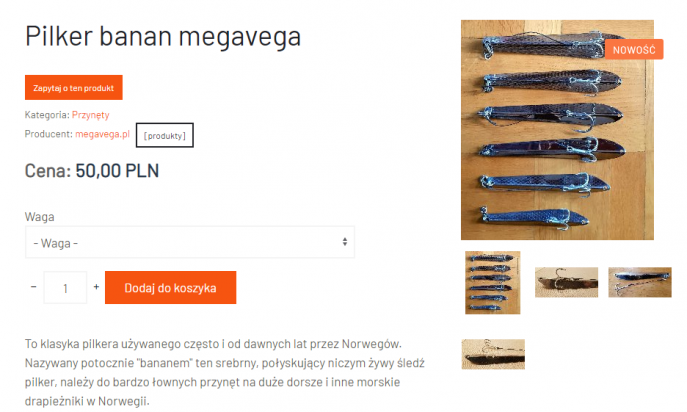 Pilker banan megavega
NOWOŚĆ
Zapytaj o ten produkt
Kategoria: Przynęty
Producent: megavega.pl [produkty]
Cena: 50,00 PLN
Waga
- Waga -
- 1 + Dodaj do koszyka
To klasyka pilkera używanego często i od dawnych lat przez Norwegów.
Nazywany potocznie "bananem" ten srebrny, połyskujący niczym żywy śledź
pilker, należy do bardzo łownych przynęt na duże dorsze i inne morskie
drapieżniki w Norwegii.